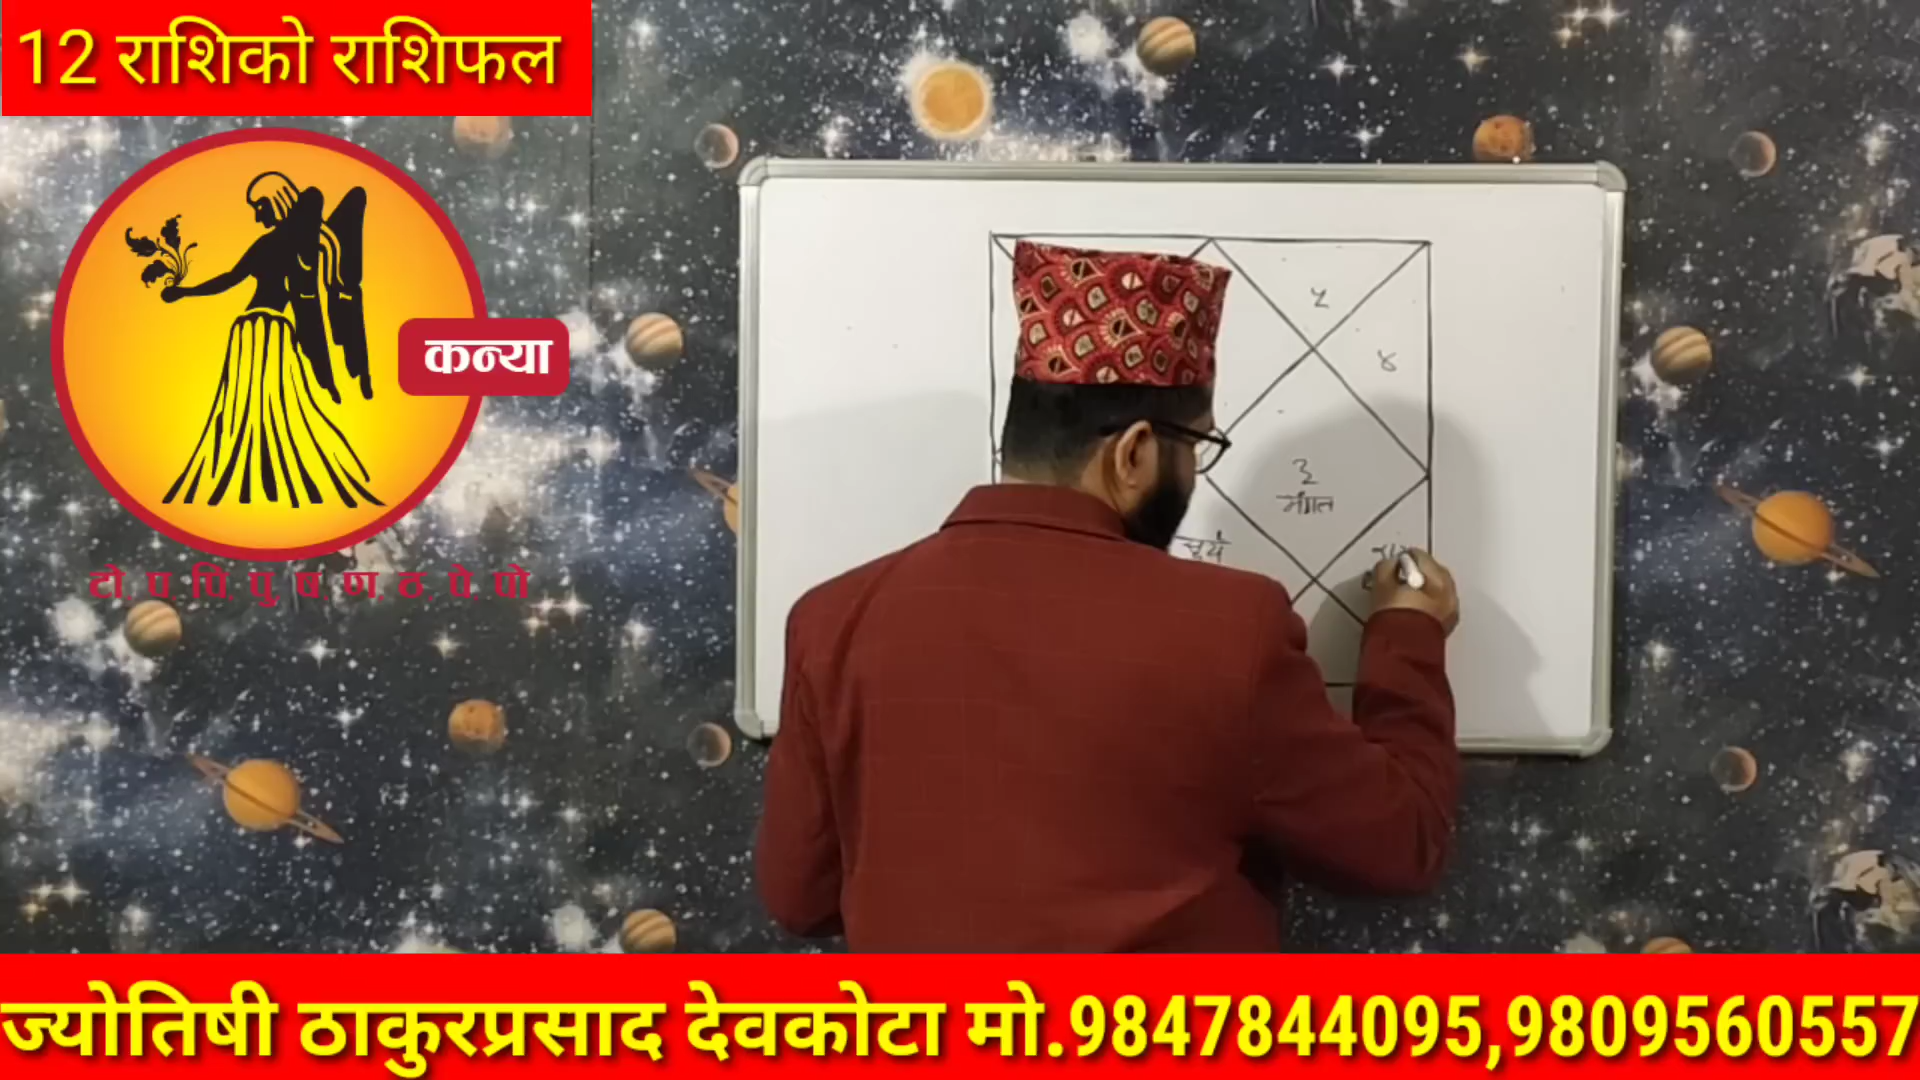 12 राशिको राशिफल
कन्या
टो. प. पि. पु. ष. ण. ठ. पे. पो
५
४
३
मंगल
सूर्य
ज्योतिषी ठाकुरप्रसाद देवकोटा मो.9847844095,9809560557